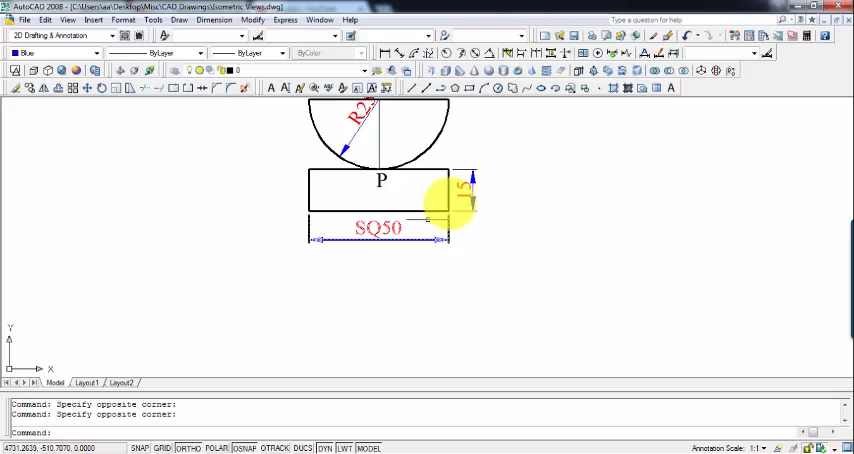 AutoCAD 2008 - [C:\Users\aa\Desktop\Misc\CAD Drawings\Isometric Views.dwg]
File Edit View Insert Format Tools Draw Dimension Modify Express Window Help
Type a question for help
2D Drafting & Annotation
Blue ByLayer ByLayer ByColor
0
P
15
SQ50
Y
X
Model Layout1 Layout2
Command: Specify opposite corner:
Command: Specify opposite corner:
Command:
4731.2639, -510.7070, 0.0000 SNAP GRID ORTHO POLAR OSNAP OTRACK DUCS DYN LWT MODEL Annotation Scale: 1:1